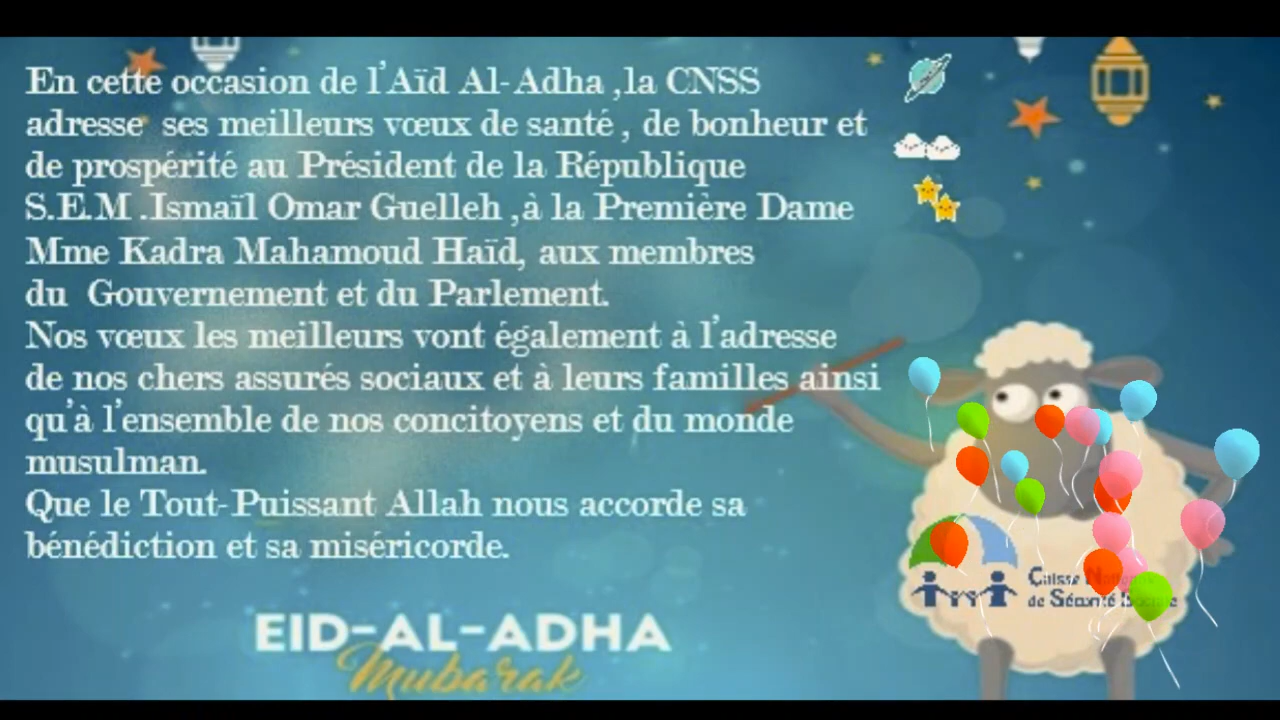 En cette occasion de l'Aïd Al-Adha ,la CNSS
adresse ses meilleurs vœux de santé , de bonheur et
de prospérité au Président de la République
S.E.M .Ismaïl Omar Guelleh ,à la Première Dame
Mme Kadra Mahamoud Haïd, aux membres
du Gouvernement et du Parlement.
Nos vœux les meilleurs vont également à l'adresse
de nos chers assurés sociaux et à leurs familles ainsi
qu'à l'ensemble de nos concitoyens et du monde
musulman.
Que le Tout-Puissant Allah nous accorde sa
bénédiction et sa miséricorde.
EID-AL-ADHA
Mubarak
Caisse
de Sécurité Sociale